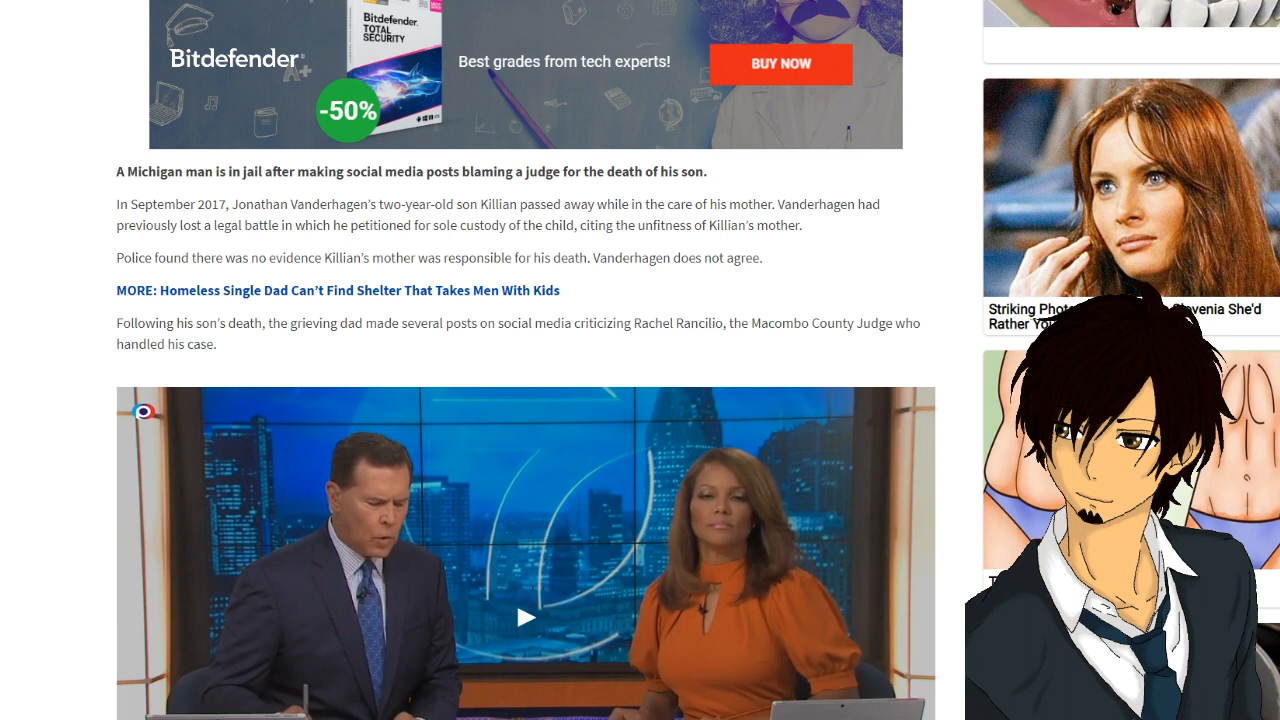 Bitdefender
Bitdefender
TOTAL
SECURITY
A+
-50%
Best grades from tech experts!
BUY NOW
A Michigan man is in jail after making social media posts blaming a judge for the death of his son.
In September 2017, Jonathan Vanderhagen’s two-year-old son Killian passed away while in the care of his mother. Vanderhagen had
previously lost a legal battle in which he petitioned for sole custody of the child, citing the unfitness of Killian’s mother.
Police found there was no evidence Killian’s mother was responsible for his death. Vanderhagen does not agree.
MORE: Homeless Single Dad Can’t Find Shelter That Takes Men With Kids
Following his son’s death, the grieving dad made several posts on social media criticizing Rachel Rancilio, the Macombo County Judge who
handled his case.
Striking Slovenia She'd
Rather